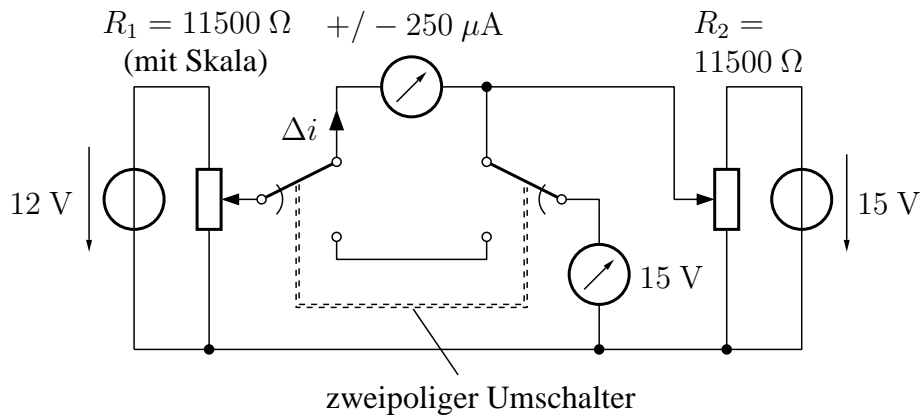 R₁ = 11500 Ω
(mit Skala)
+/ − 250 μA
R₂ =
11500 Ω
Δi
12 V
15 V
15 V
zweipoliger Umschalter